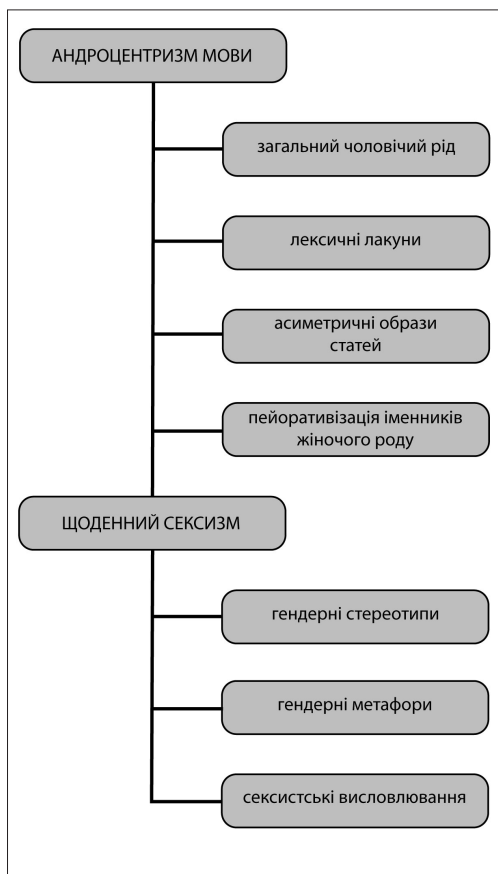 АНДРОЦЕНТРИЗМ МОВИ
загальний чоловічий рід
лексичні лакуни
асиметричні образи
статей
пейоративізація іменників
жіночого роду
ЩОДЕННИЙ СЕКСИЗМ
гендерні стереотипи
гендерні метафори
сексистські висловлювання